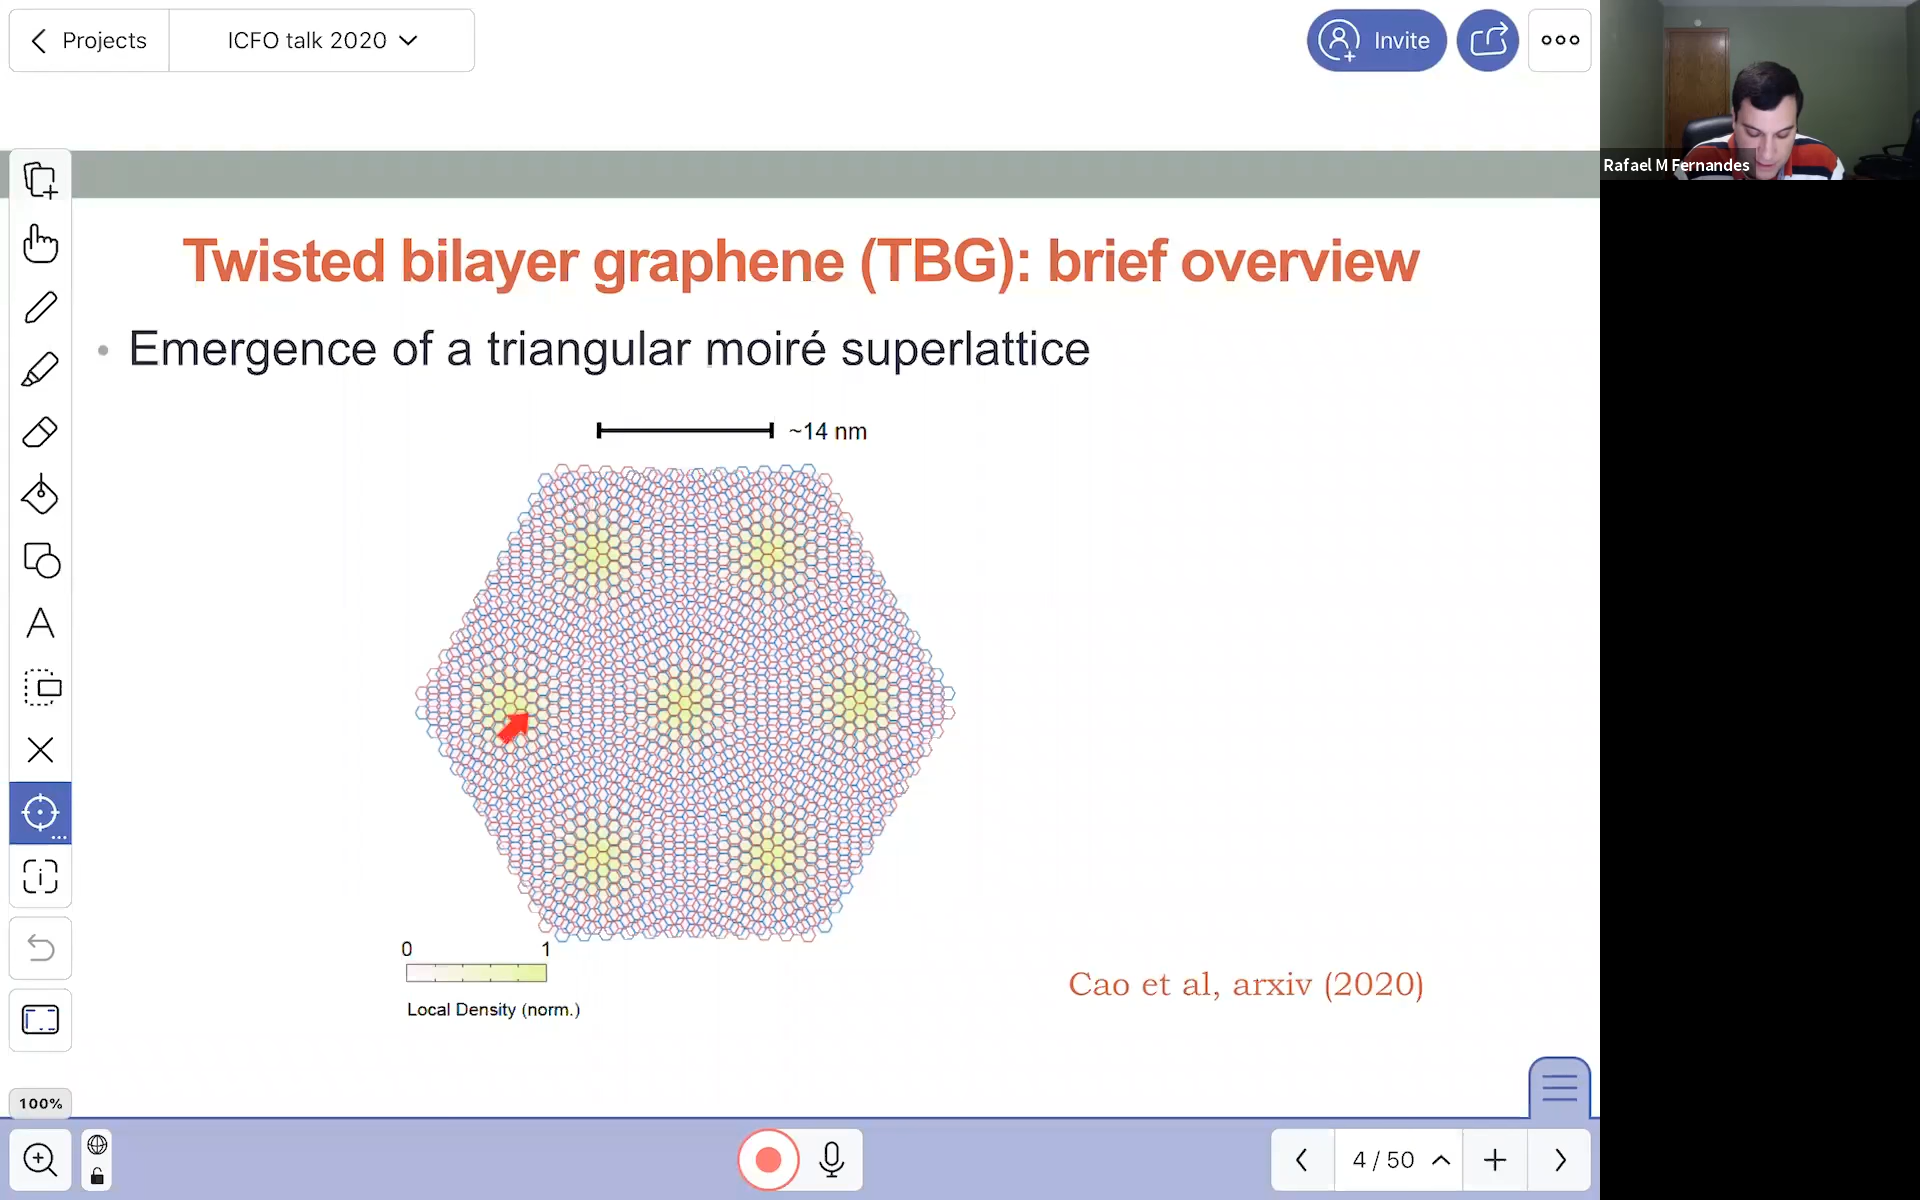 Projects
ICFO talk 2020
Invite
Rafael M Fernandes
Twisted bilayer graphene (TBG): brief overview
• Emergence of a triangular moiré superlattice
~14 nm
0 1
Local Density (norm.)
Cao et al, arxiv (2020)
100%
4 / 50